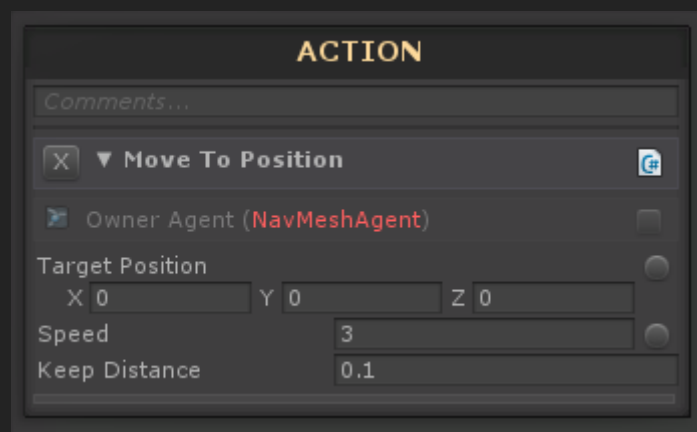 ACTION
Comments...
X ▼ Move To Position C#
Owner Agent (NavMeshAgent)
Target Position
X 0 Y 0 Z 0
Speed 3
Keep Distance 0.1